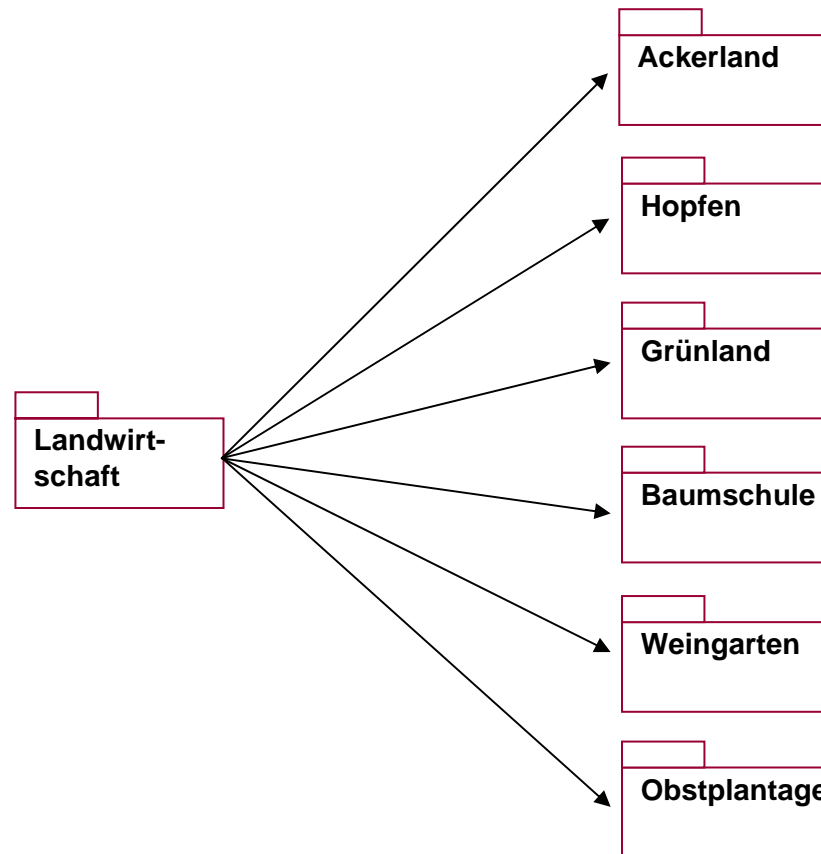 Ackerland
Hopfen
Grünland
Landwirt-
schaft
Baumschule
Weingarten
Obstplantage